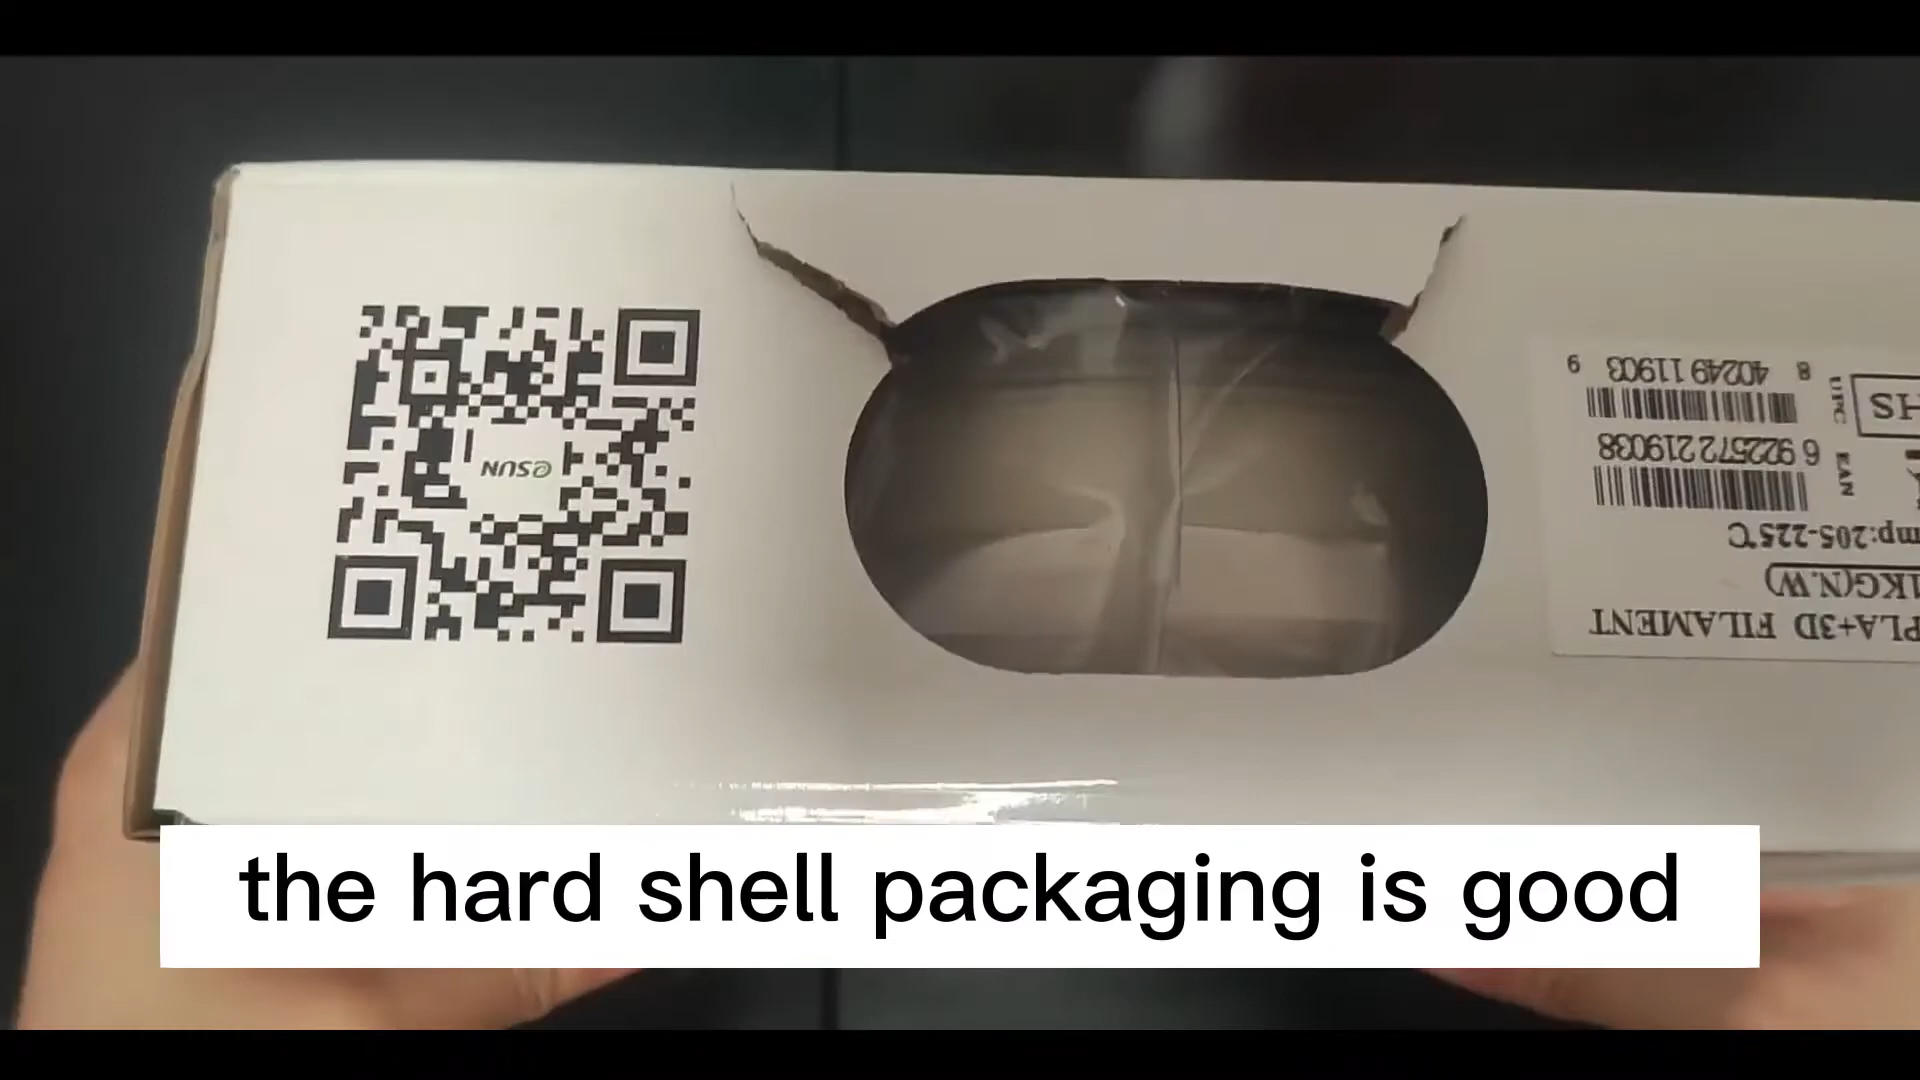 eSUN
8 40249 11903 6
UPC
HS
6 922572 219038
EAN
mp:205-225℃
1KG(N.W)
PLA+3D FILAMENT
the hard shell packaging is good